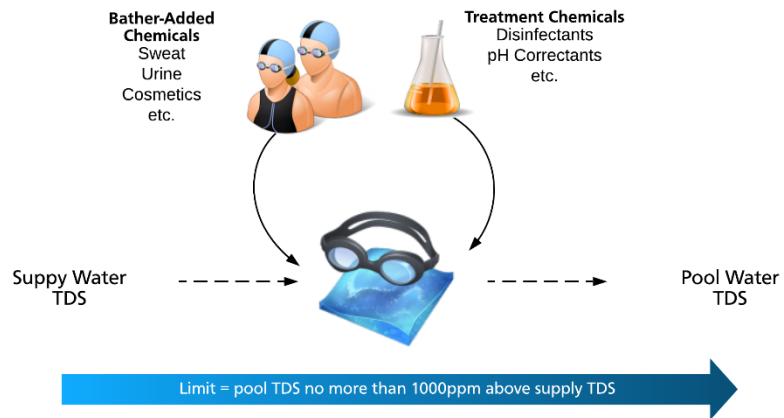 Bather-Added
Chemicals
Sweat
Urine
Cosmetics
etc.
Treatment Chemicals
Disinfectants
pH Correctants
etc.
Suppy Water
TDS
Pool Water
TDS
Limit = pool TDS no more than 1000ppm above supply TDS